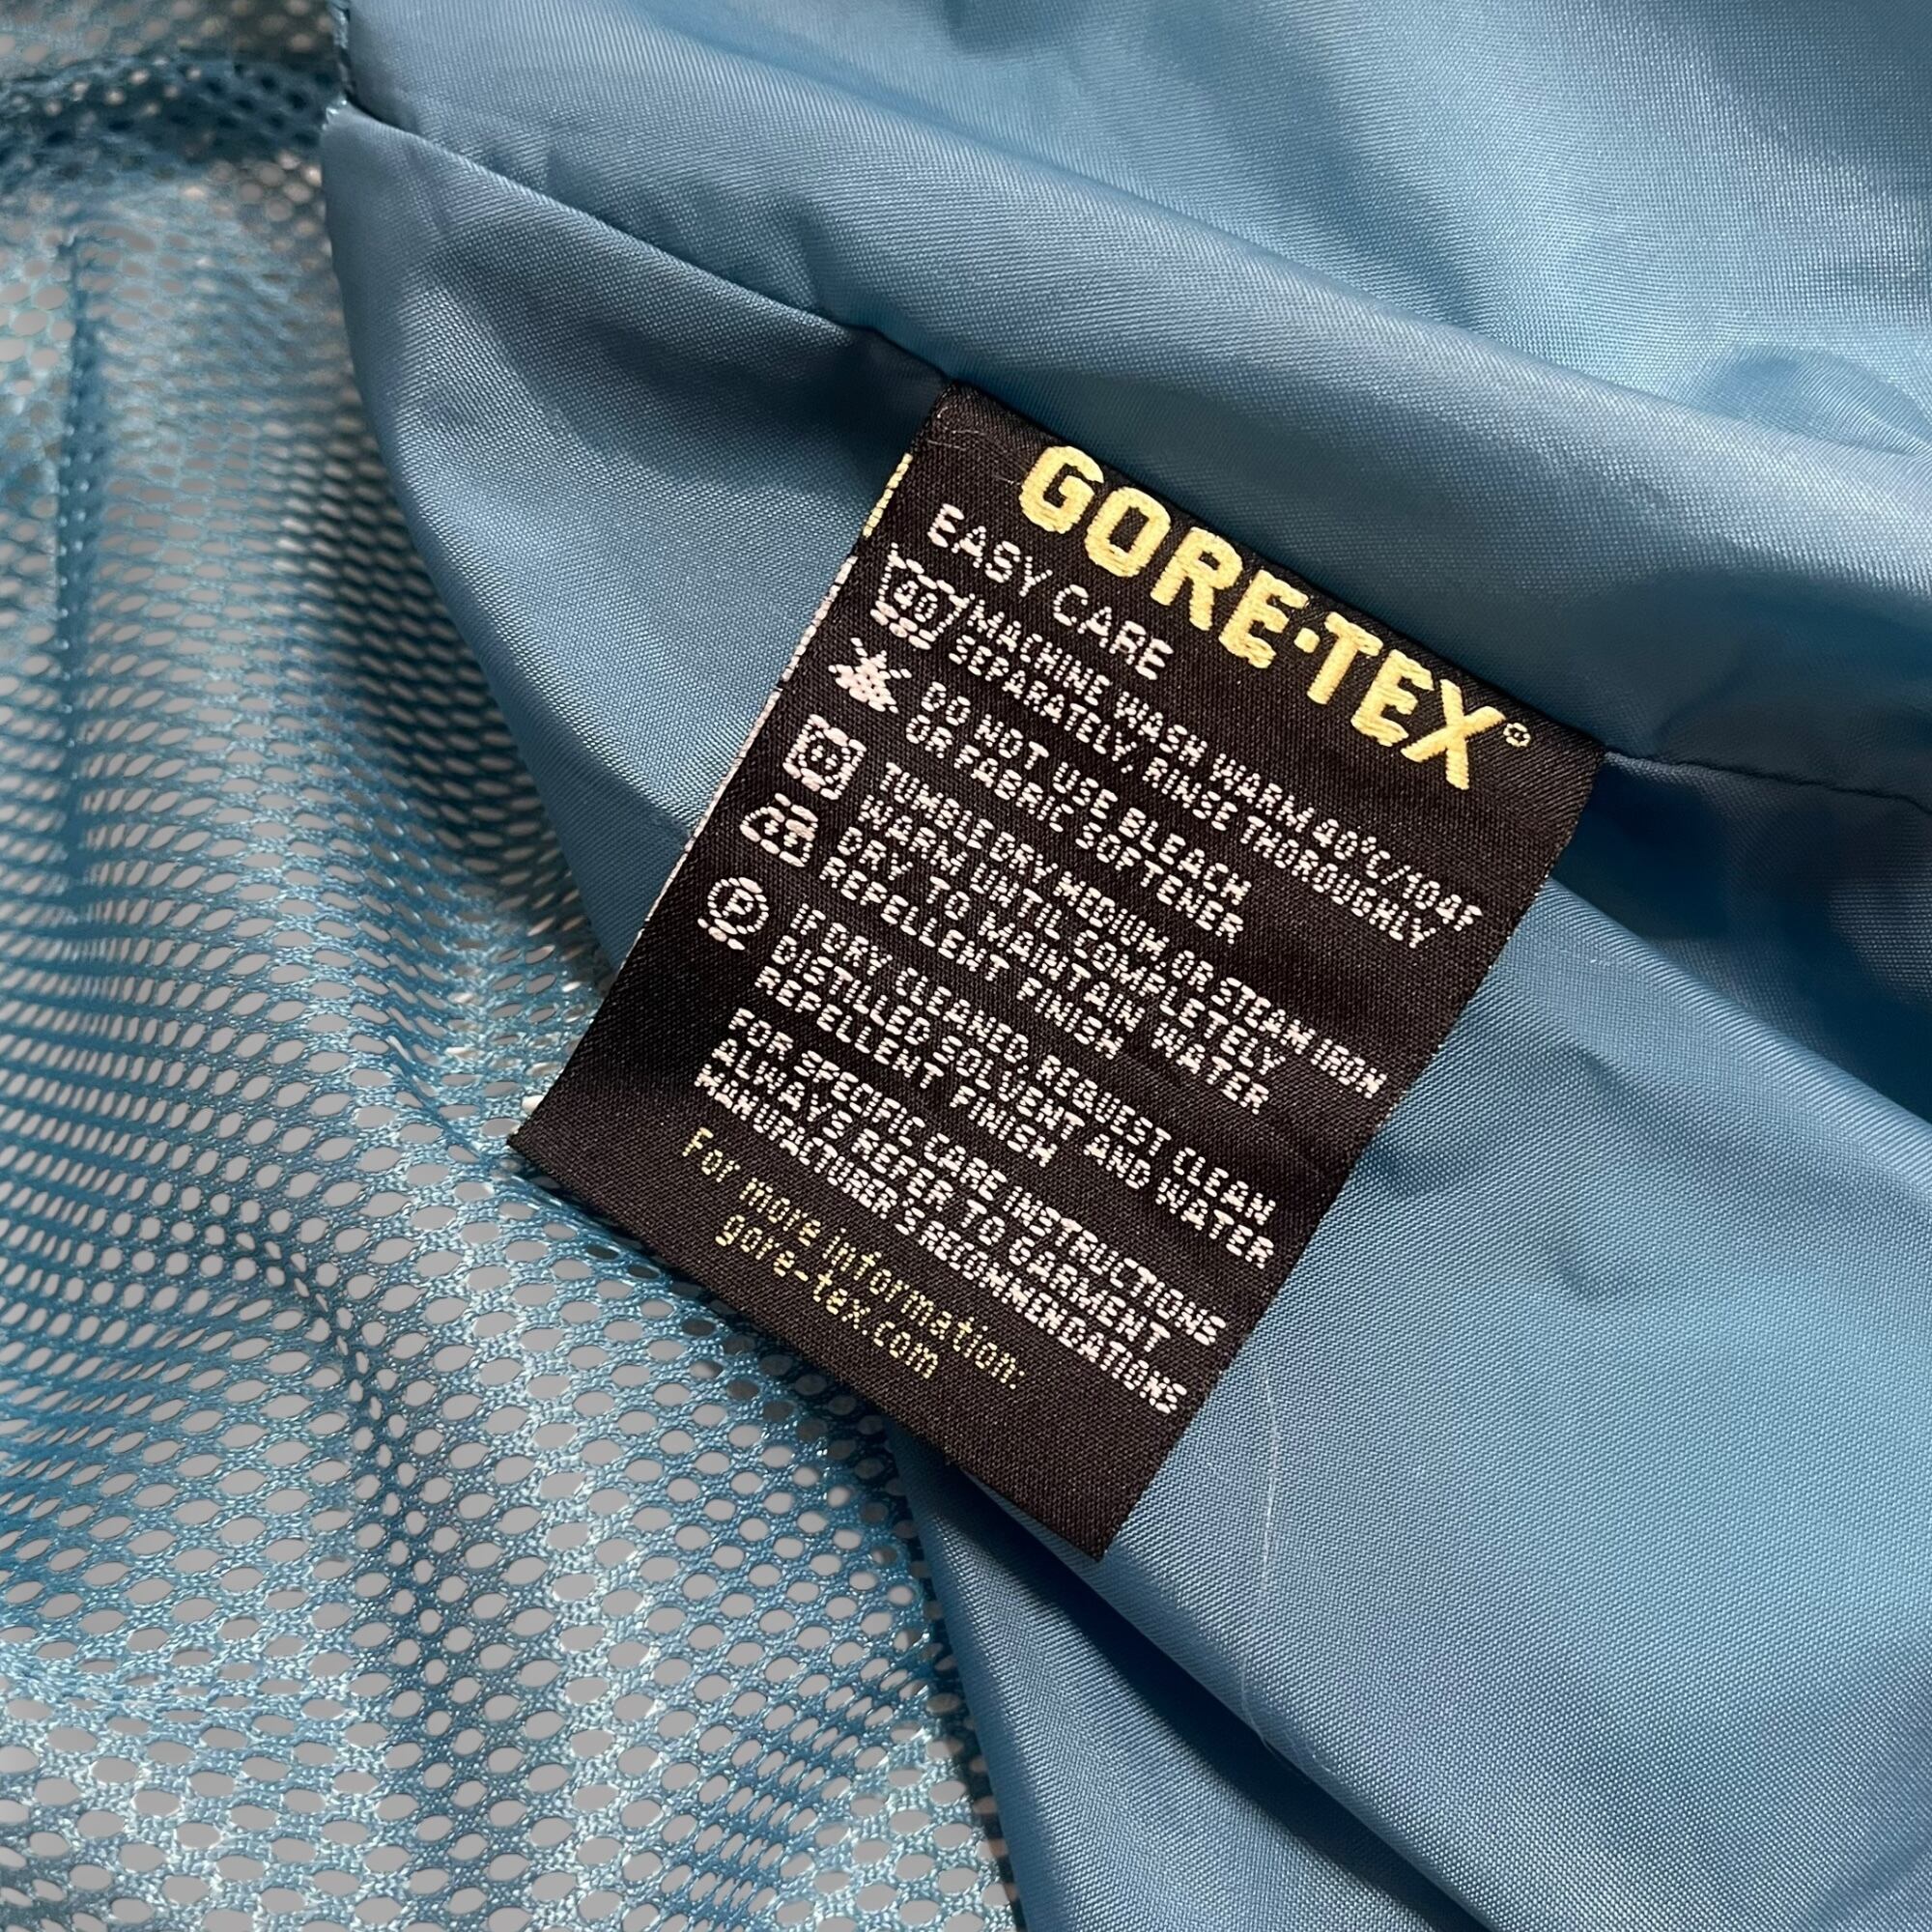 GORE-TEX®
EASY CARE
40 MACHINE WASH WARM 40°C/104F
SEPARATELY, RINSE THOROUGHLY
DO NOT USE BLEACH
OR FABRIC SOFTENER
TUMBLE DRY MEDIUM OR STEAM IRON
WARM UNTIL COMPLETELY
DRY TO MAINTAIN WATER
REPELLENT FINISH
P IF DRY CLEANED, REQUEST CLEAN,
DISTILLED SOLVENT AND WATER
REPELLENT FINISH
FOR SPECIFIC CARE INSTRUCTIONS
ALWAYS REFER TO GARMENT
MANUFACTURER'S RECOMMENDATIONS
For more information:
gore-tex.com